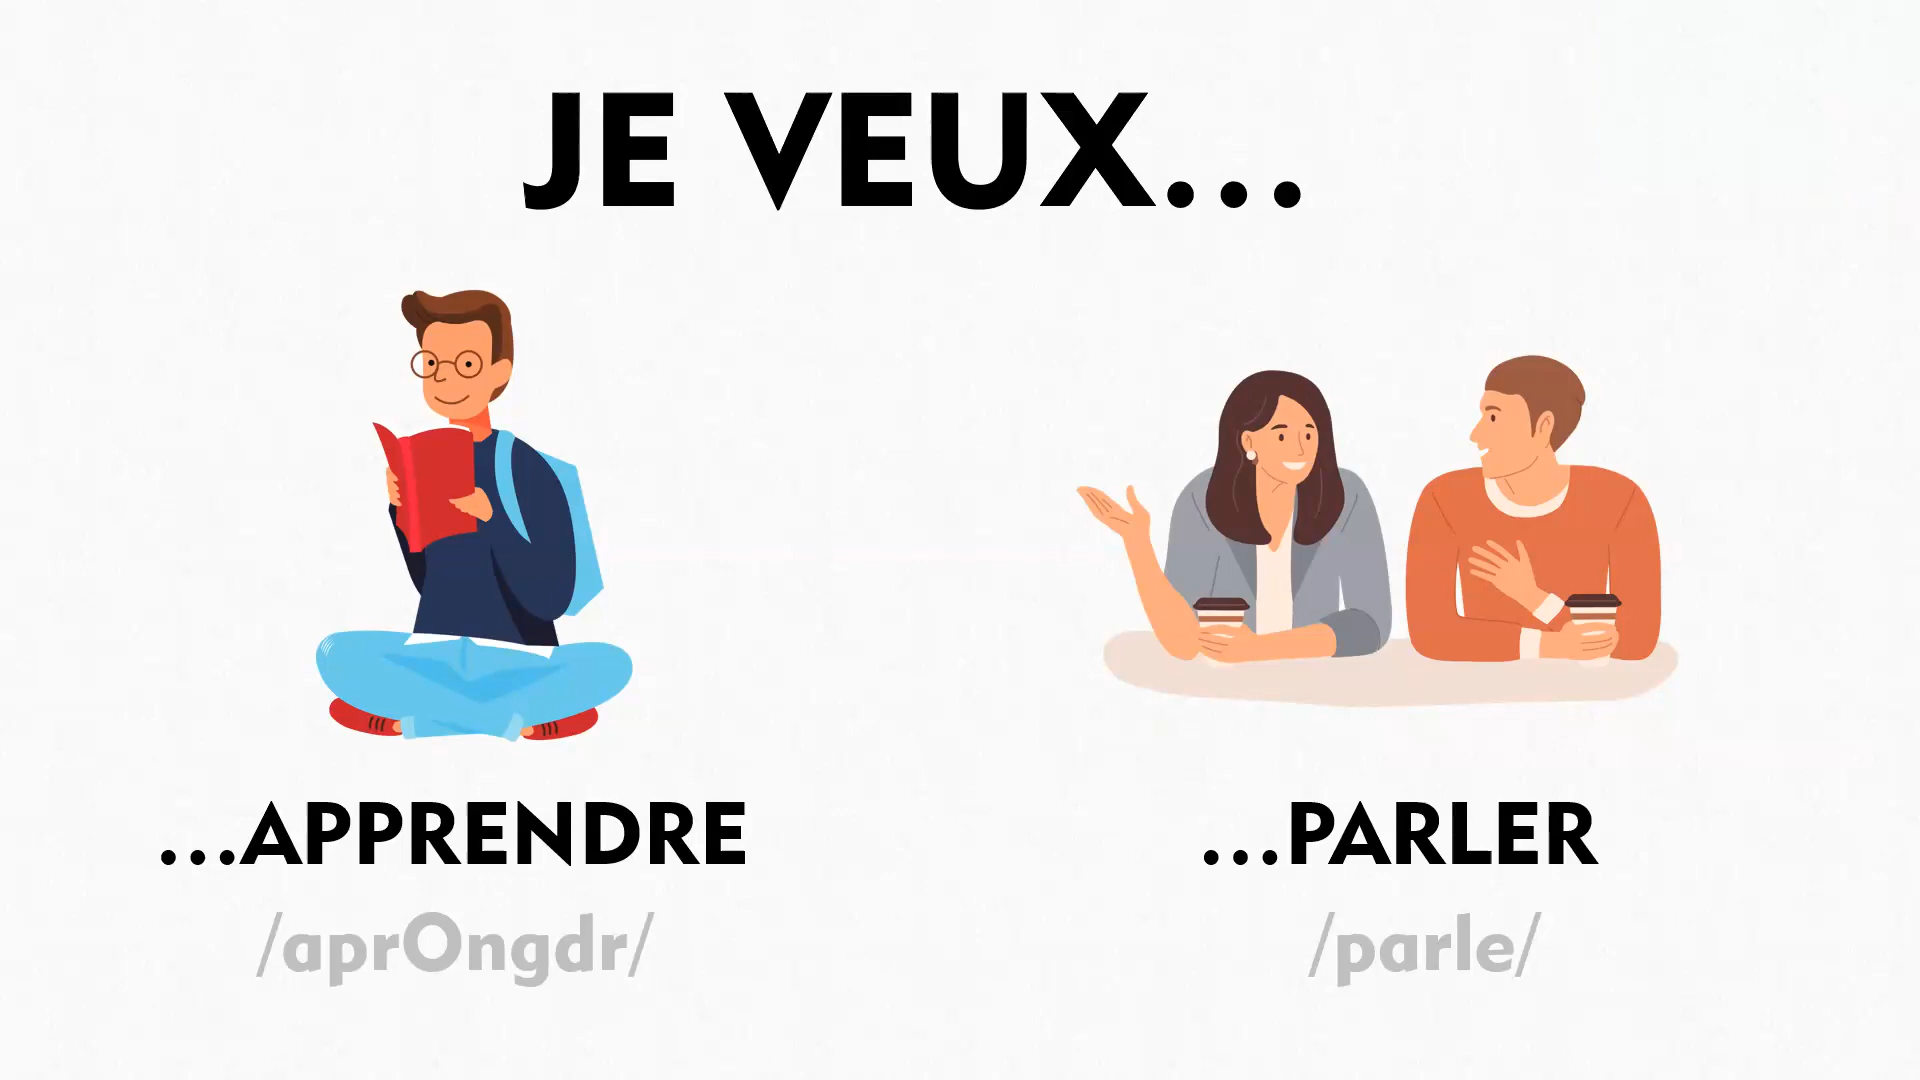 JE VEUX...
...APPRENDRE
/aprOngdr/
...PARLER
/parle/